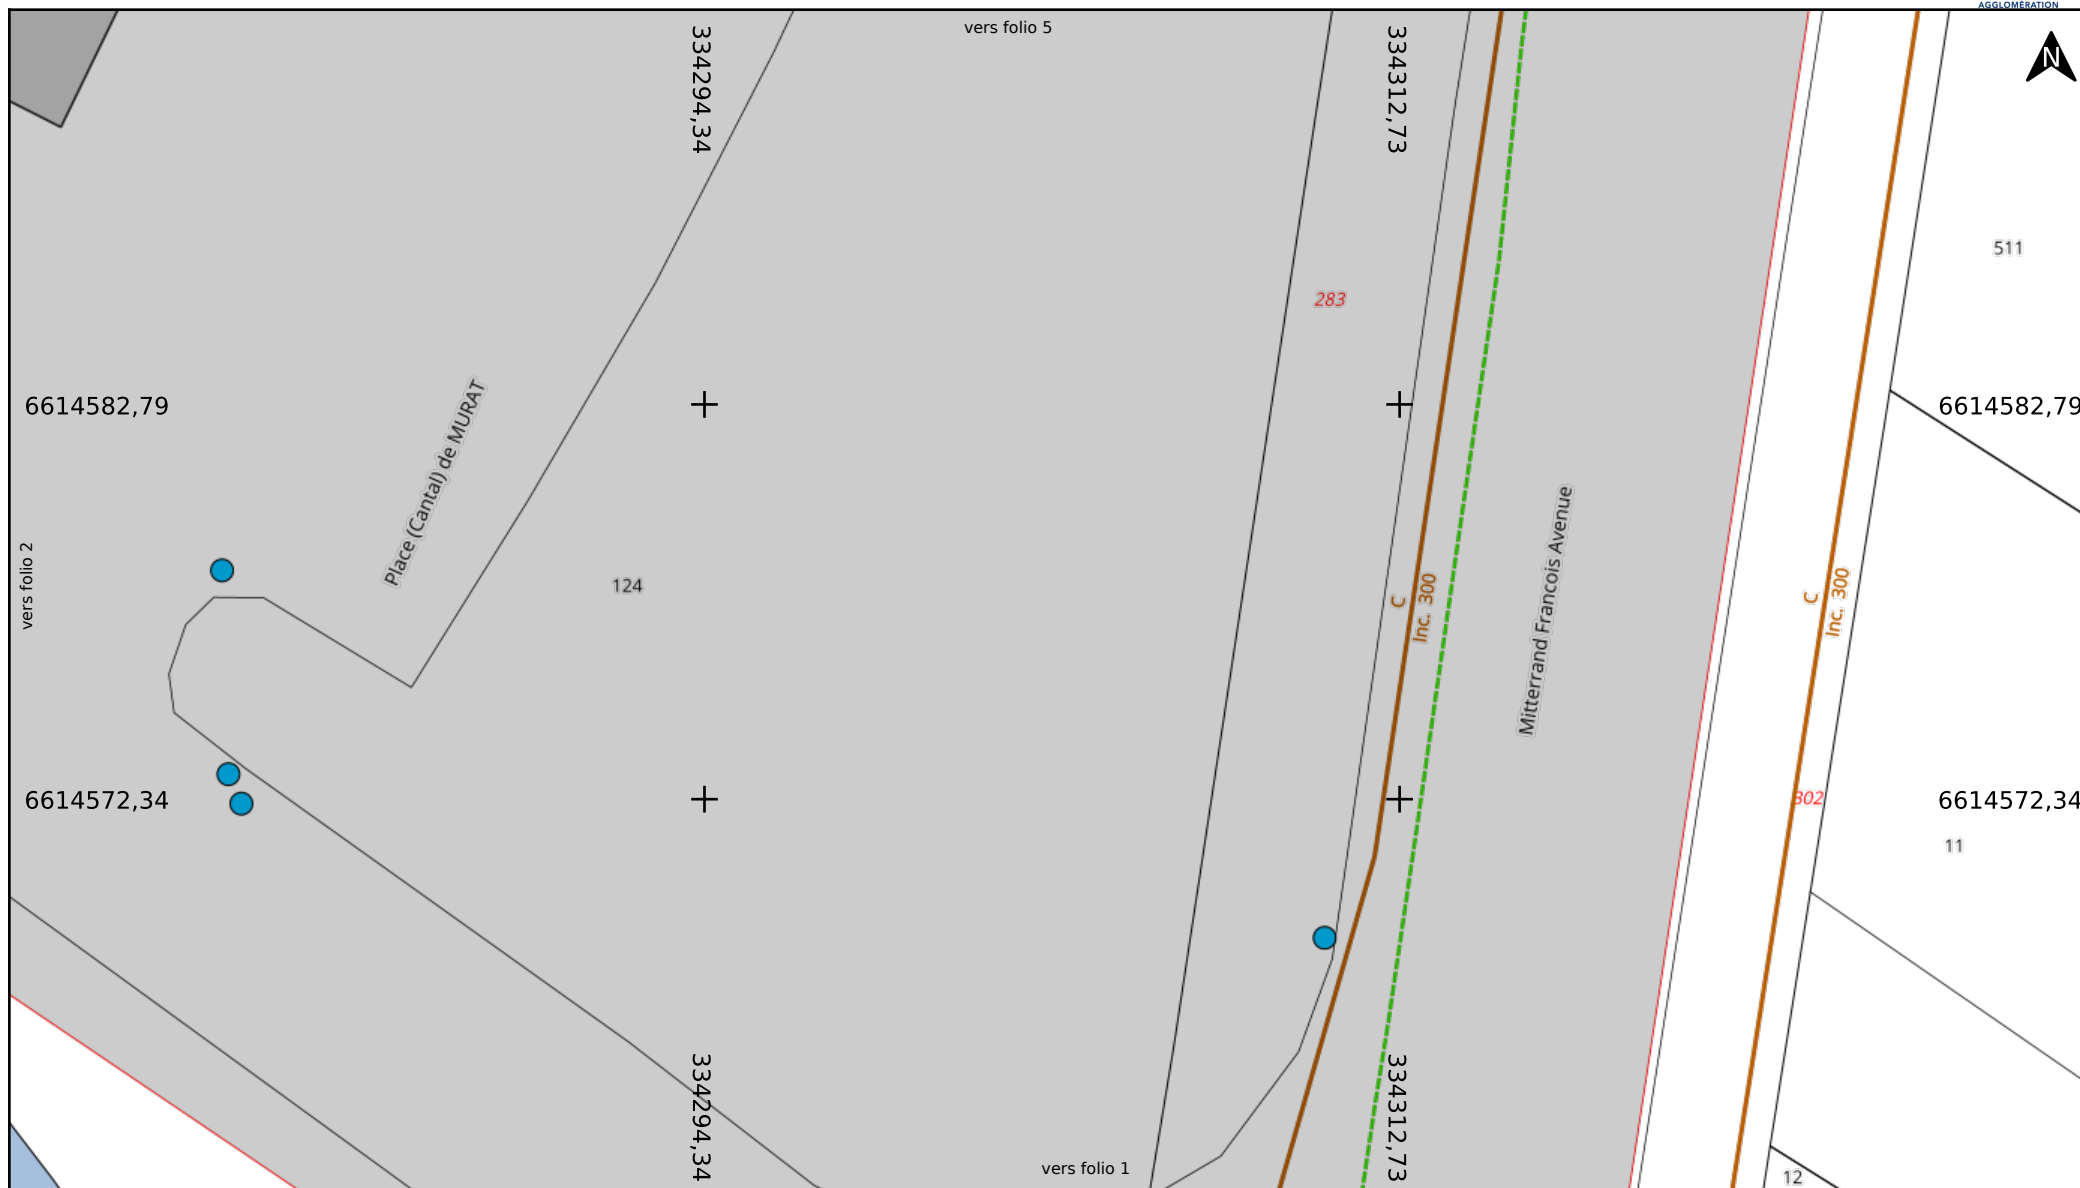 AGGLOMÉRATION
vers folio 5
334294,34
334312,73
N
511
283
6614582,79
6614582,79
Place (Cantal) de MURAT
vers folio 2
124
C
Inc. 300
Mitterrand Francois Avenue
C
Inc. 300
6614572,34
302
6614572,34
11
334294,34
334312,73
vers folio 1
12